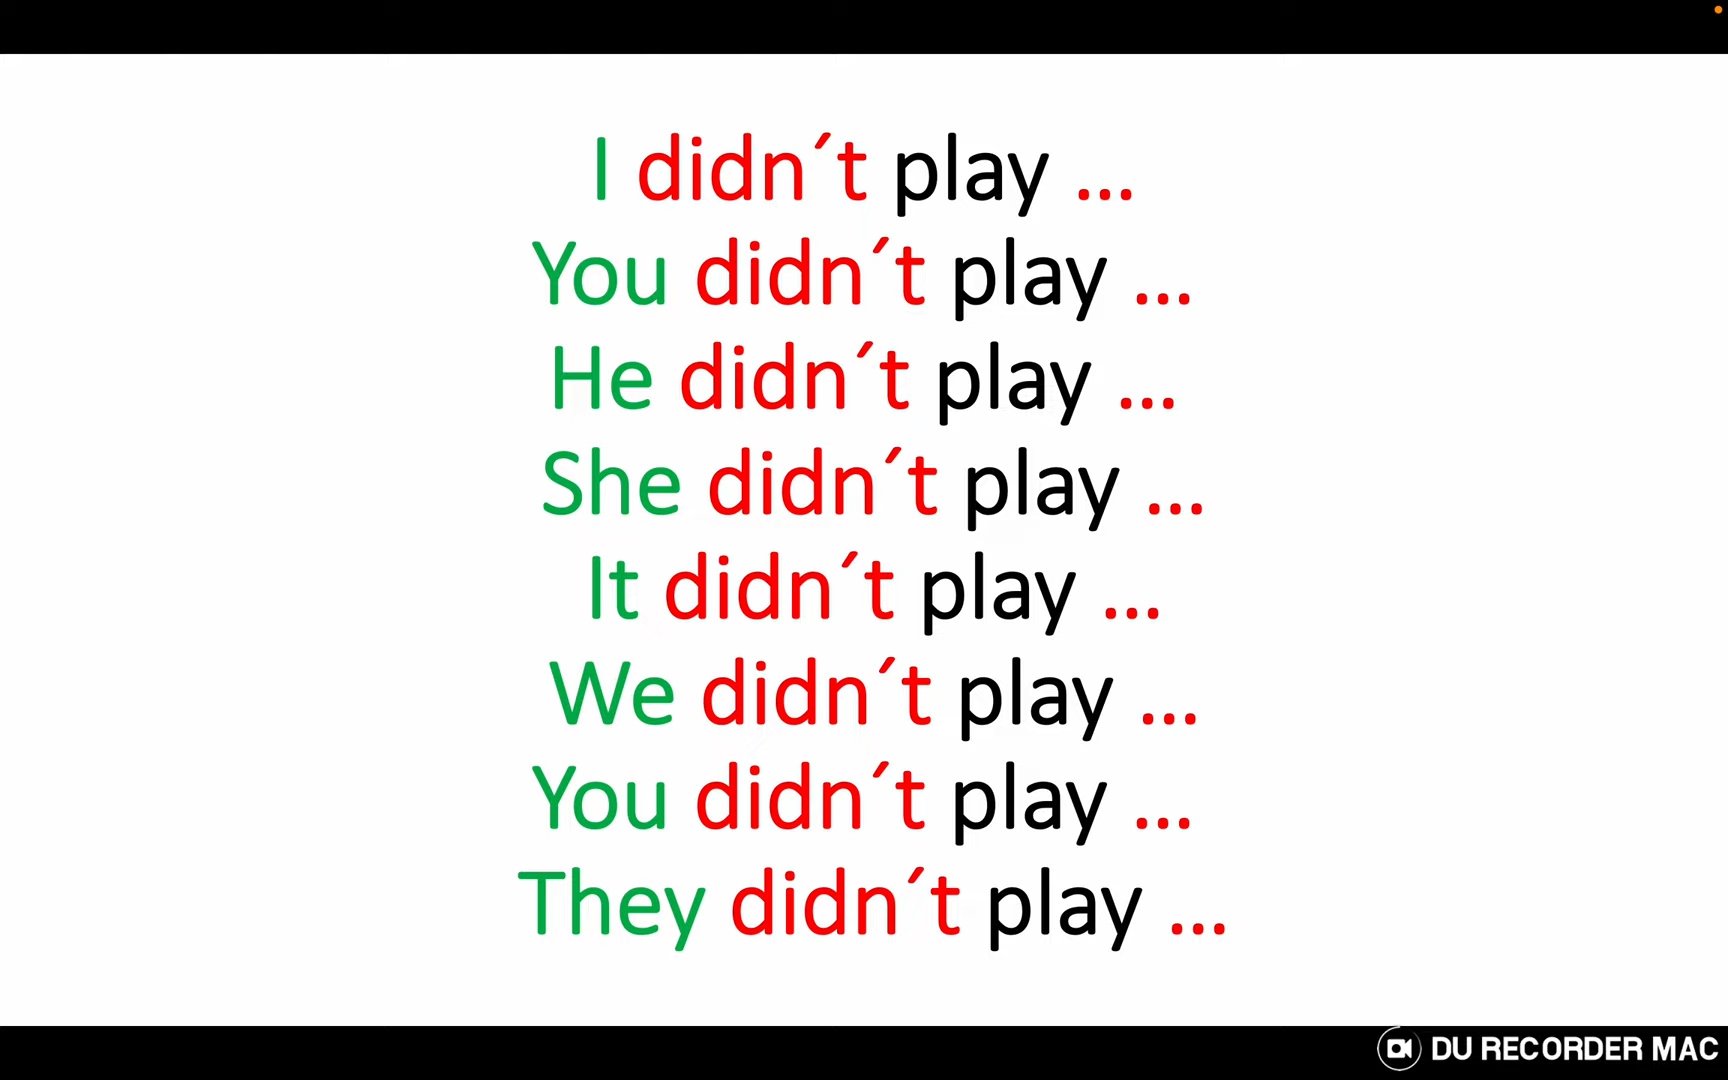 I didn´t play ...
You didn´t play ...
He didn´t play ...
She didn´t play ...
It didn´t play ...
We didn´t play ...
You didn´t play ...
They didn´t play ...
DU RECORDER MAC